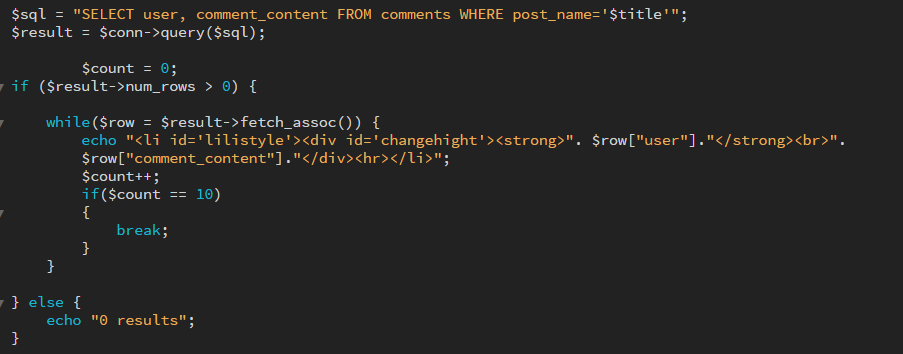 $sql = "SELECT user, comment_content FROM comments WHERE post_name='$title'";
$result = $conn->query($sql);
$count = 0;
if ($result->num_rows > 0) {
while($row = $result->fetch_assoc()) {
echo "<li id='lilistyle'><div id='changehight'><strong>". $row["user"]."</strong><br>".
$row["comment_content"]."</div><hr></li>";
$count++;
if($count == 10)
{
break;
}
}
} else {
echo "0 results";
}